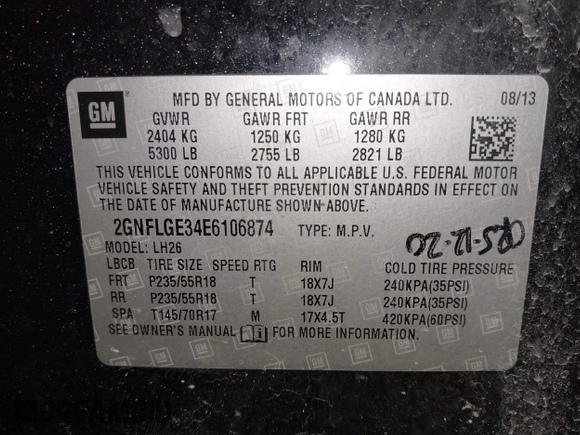 GM
MFD BY GENERAL MOTORS OF CANADA LTD. 08/13
GVWR GAWR FRT GAWR RR
2404 KG 1250 KG 1280 KG
5300 LB 2755 LB 2821 LB
THIS VEHICLE CONFORMS TO ALL APPLICABLE U.S. FEDERAL MOTOR
VEHICLE SAFETY AND THEFT PREVENTION STANDARDS IN EFFECT ON
THE DATE OF MANUFACTURE SHOWN ABOVE.
2GNFLGE34E6106874 TYPE: M.P.V.
MODEL: LH26
LBCB TIRE SIZE SPEED RTG RIM COLD TIRE PRESSURE
FRT P235/55R18 T 18X7J 240KPA(35PSI)
RR P235/55R18 T 18X7J 240KPA(35PSI)
SPA T145/70R17 M 17X4.5T 420KPA(60PSI)
SEE OWNER'S MANUAL FOR MORE INFORMATION.